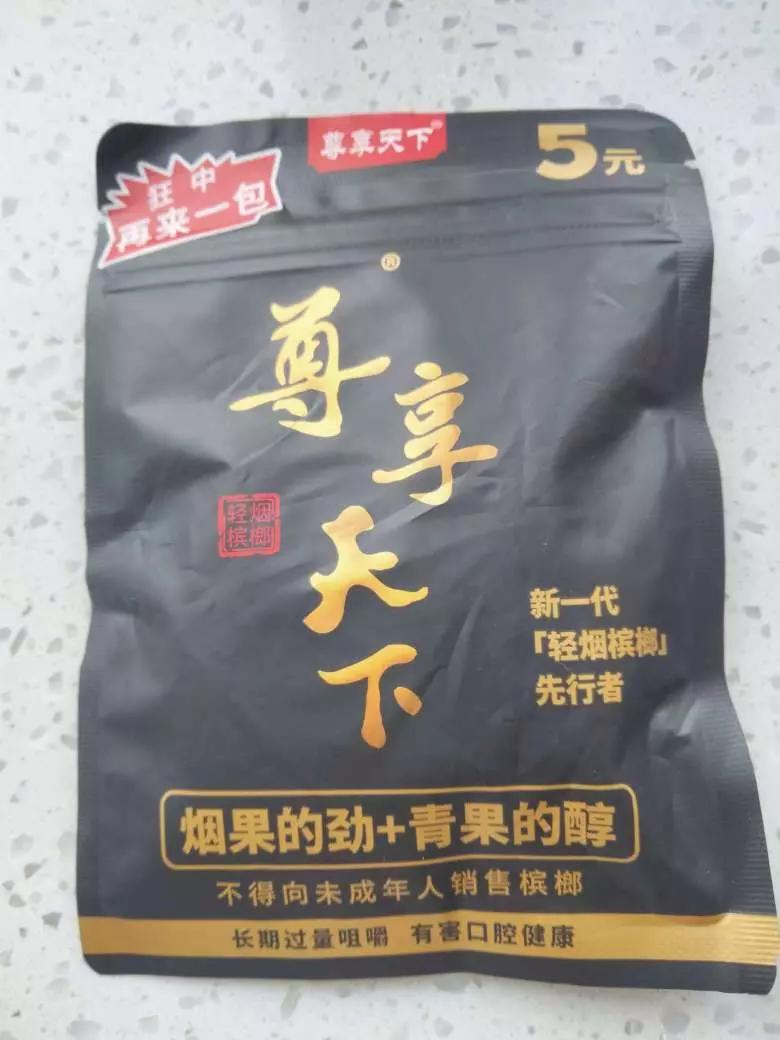 尊享天下
5元
狂中
再来一包
®
尊享天下
轻烟
槟榔
新一代
「轻烟槟榔」
先行者
烟果的劲+青果的醇
不得向未成年人销售槟榔
长期过量咀嚼 有害口腔健康